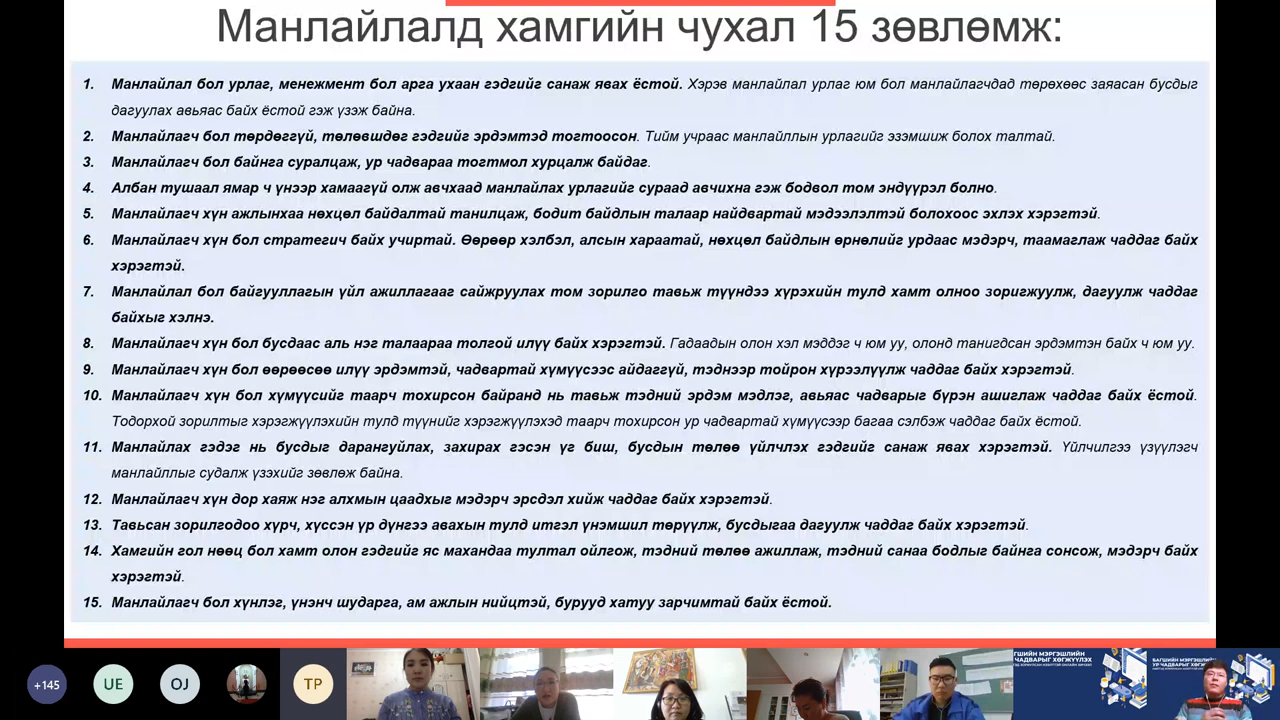 Манлайлалд хамгийн чухал 15 зөвлөмж:
1. Манлайлал бол урлаг, менежмент бол арга ухаан гэдгийг санаж явах ёстой. Хэрэв манлайлал урлаг юм бол манлайлагчдад төрөхөөс заяасан бусдыг
дагуулах авьяас байх ёстой гэж үзэж байна.
2. Манлайлагч бол төрдөггүй, төлөвшдөг гэдгийг эрдэмтэд тогтоосон. Тийм учраас манлайллын урлагийг эзэмшиж болох талтай.
3. Манлайлагч бол байнга суралцаж, ур чадвараа тогтмол хурцалж байдаг.
4. Албан тушаал ямар ч үнээр хамаагүй олж авчхаад манлайлах урлагийг сураад авчихна гэж бодвол том эндүүрэл болно.
5. Манлайлагч хүн ажлынхаа нөхцөл байдалтай танилцаж, бодит байдлын талаар найдвартай мэдээлэлтэй болохоос эхлэх хэрэгтэй.
6. Манлайлагч хүн бол стратегич байх учиртай. Өөрөөр хэлбэл, алсын хараатай, нөхцөл байдлын өрнөлийг урдаас мэдэрч, таамаглаж чаддаг байх
хэрэгтэй.
7. Манлайлал бол байгууллагын үйл ажиллагааг сайжруулах том зорилго тавьж түүндээ хүрэхийн тулд хамт олноо зоригжуулж, дагуулж чаддаг
байхыг хэлнэ.
8. Манлайлагч хүн бол бусдаас аль нэг талаараа толгой илүү байх хэрэгтэй. Гадаадын олон хэл мэддэг ч юм уу, олонд танигдсан эрдэмтэн байх ч юм уу.
9. Манлайлагч хүн бол өөрөөсөө илүү эрдэмтэй, чадвартай хүмүүсээс айдаггүй, тэднээр тойрон хүрээлүүлж чаддаг байх хэрэгтэй.
10. Манлайлагч хүн бол хүмүүсийг таарч тохирсон байранд нь тавьж тэдний эрдэм мэдлэг, авьяас чадварыг бүрэн ашиглаж чаддаг байх ёстой.
Тодорхой зорилтыг хэрэгжүүлэхийн тулд түүнийг хэрэгжүүлэхэд таарч тохирсон ур чадвартай хүмүүсээр багаа сэлбэж чаддаг байх ёстой.
11. Манлайлах гэдэг нь бусдыг дарангуйлах, захирах гэсэн үг биш, бусдын төлөө үйлчлэх гэдгийг санаж явах хэрэгтэй. Үйлчилгээ үзүүлэгч
манлайллыг судалж үзэхийг зөвлөж байна.
12. Манлайлагч хүн дор хаяж нэг алхмын цаадхыг мэдэрч эрсдэл хийж чаддаг байх хэрэгтэй.
13. Тавьсан зорилгодоо хүрч, хүссэн үр дүнгээ авахын тулд итгэл үнэмшил төрүүлж, бусдыгаа дагуулж чаддаг байх хэрэгтэй.
14. Хамгийн гол нөөц бол хамт олон гэдгийг яс махандаа тултал ойлгож, тэдний төлөө ажиллаж, тэдний санаа бодлыг байнга сонсож, мэдэрч байх
хэрэгтэй.
15. Манлайлагч бол хүнлэг, үнэнч шударга, ам ажлын нийцтэй, бурууд хатуу зарчимтай байх ёстой.
+145 UE OJ TP